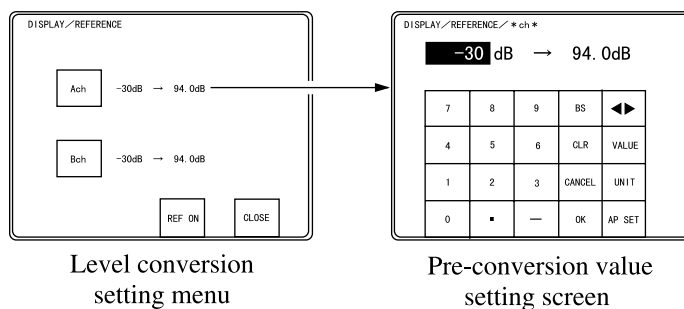 DISPLAY／REFERENCE
Ach -30dB → 94.0dB
Bch -30dB → 94.0dB
REF ON CLOSE
Level conversion
setting menu
DISPLAY／REFERENCE／＊ch＊
-30 dB → 94.0dB
7 8 9 BS ◀▶
4 5 6 CLR VALUE
1 2 3 CANCEL UNIT
0 ▪ — OK AP SET
Pre-conversion value
setting screen